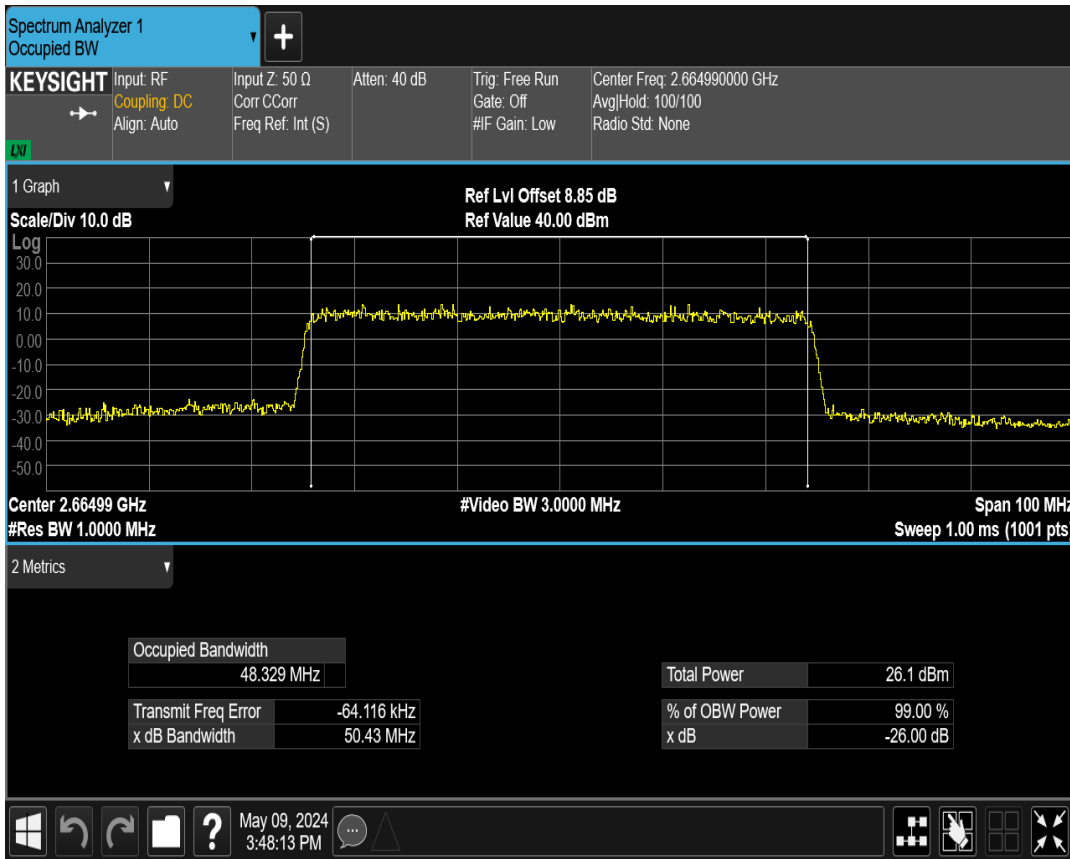 Spectrum Analyzer 1
Occupied BW
+
KEYSIGHT
LXI
Input: RF
Coupling: DC
Align: Auto
Input Z: 50 Ω
Corr CCorr
Freq Ref: Int (S)
Atten: 40 dB
Trig: Free Run
Gate: Off
#IF Gain: Low
Center Freq: 2.664990000 GHz
Avg|Hold: 100/100
Radio Std: None
1 Graph
Scale/Div 10.0 dB
Ref Lvl Offset 8.85 dB
Ref Value 40.00 dBm
Log
30.0
20.0
10.0
0.00
-10.0
-20.0
-30.0
-40.0
-50.0
Center 2.66499 GHz
#Video BW 3.0000 MHz
Span 100 MHz
#Res BW 1.0000 MHz
Sweep 1.00 ms (1001 pts)
2 Metrics
Occupied Bandwidth
48.329 MHz
Total Power 26.1 dBm
Transmit Freq Error -64.116 kHz
% of OBW Power 99.00 %
x dB Bandwidth 50.43 MHz
x dB -26.00 dB
?
May 09, 2024
3:48:13 PM
...